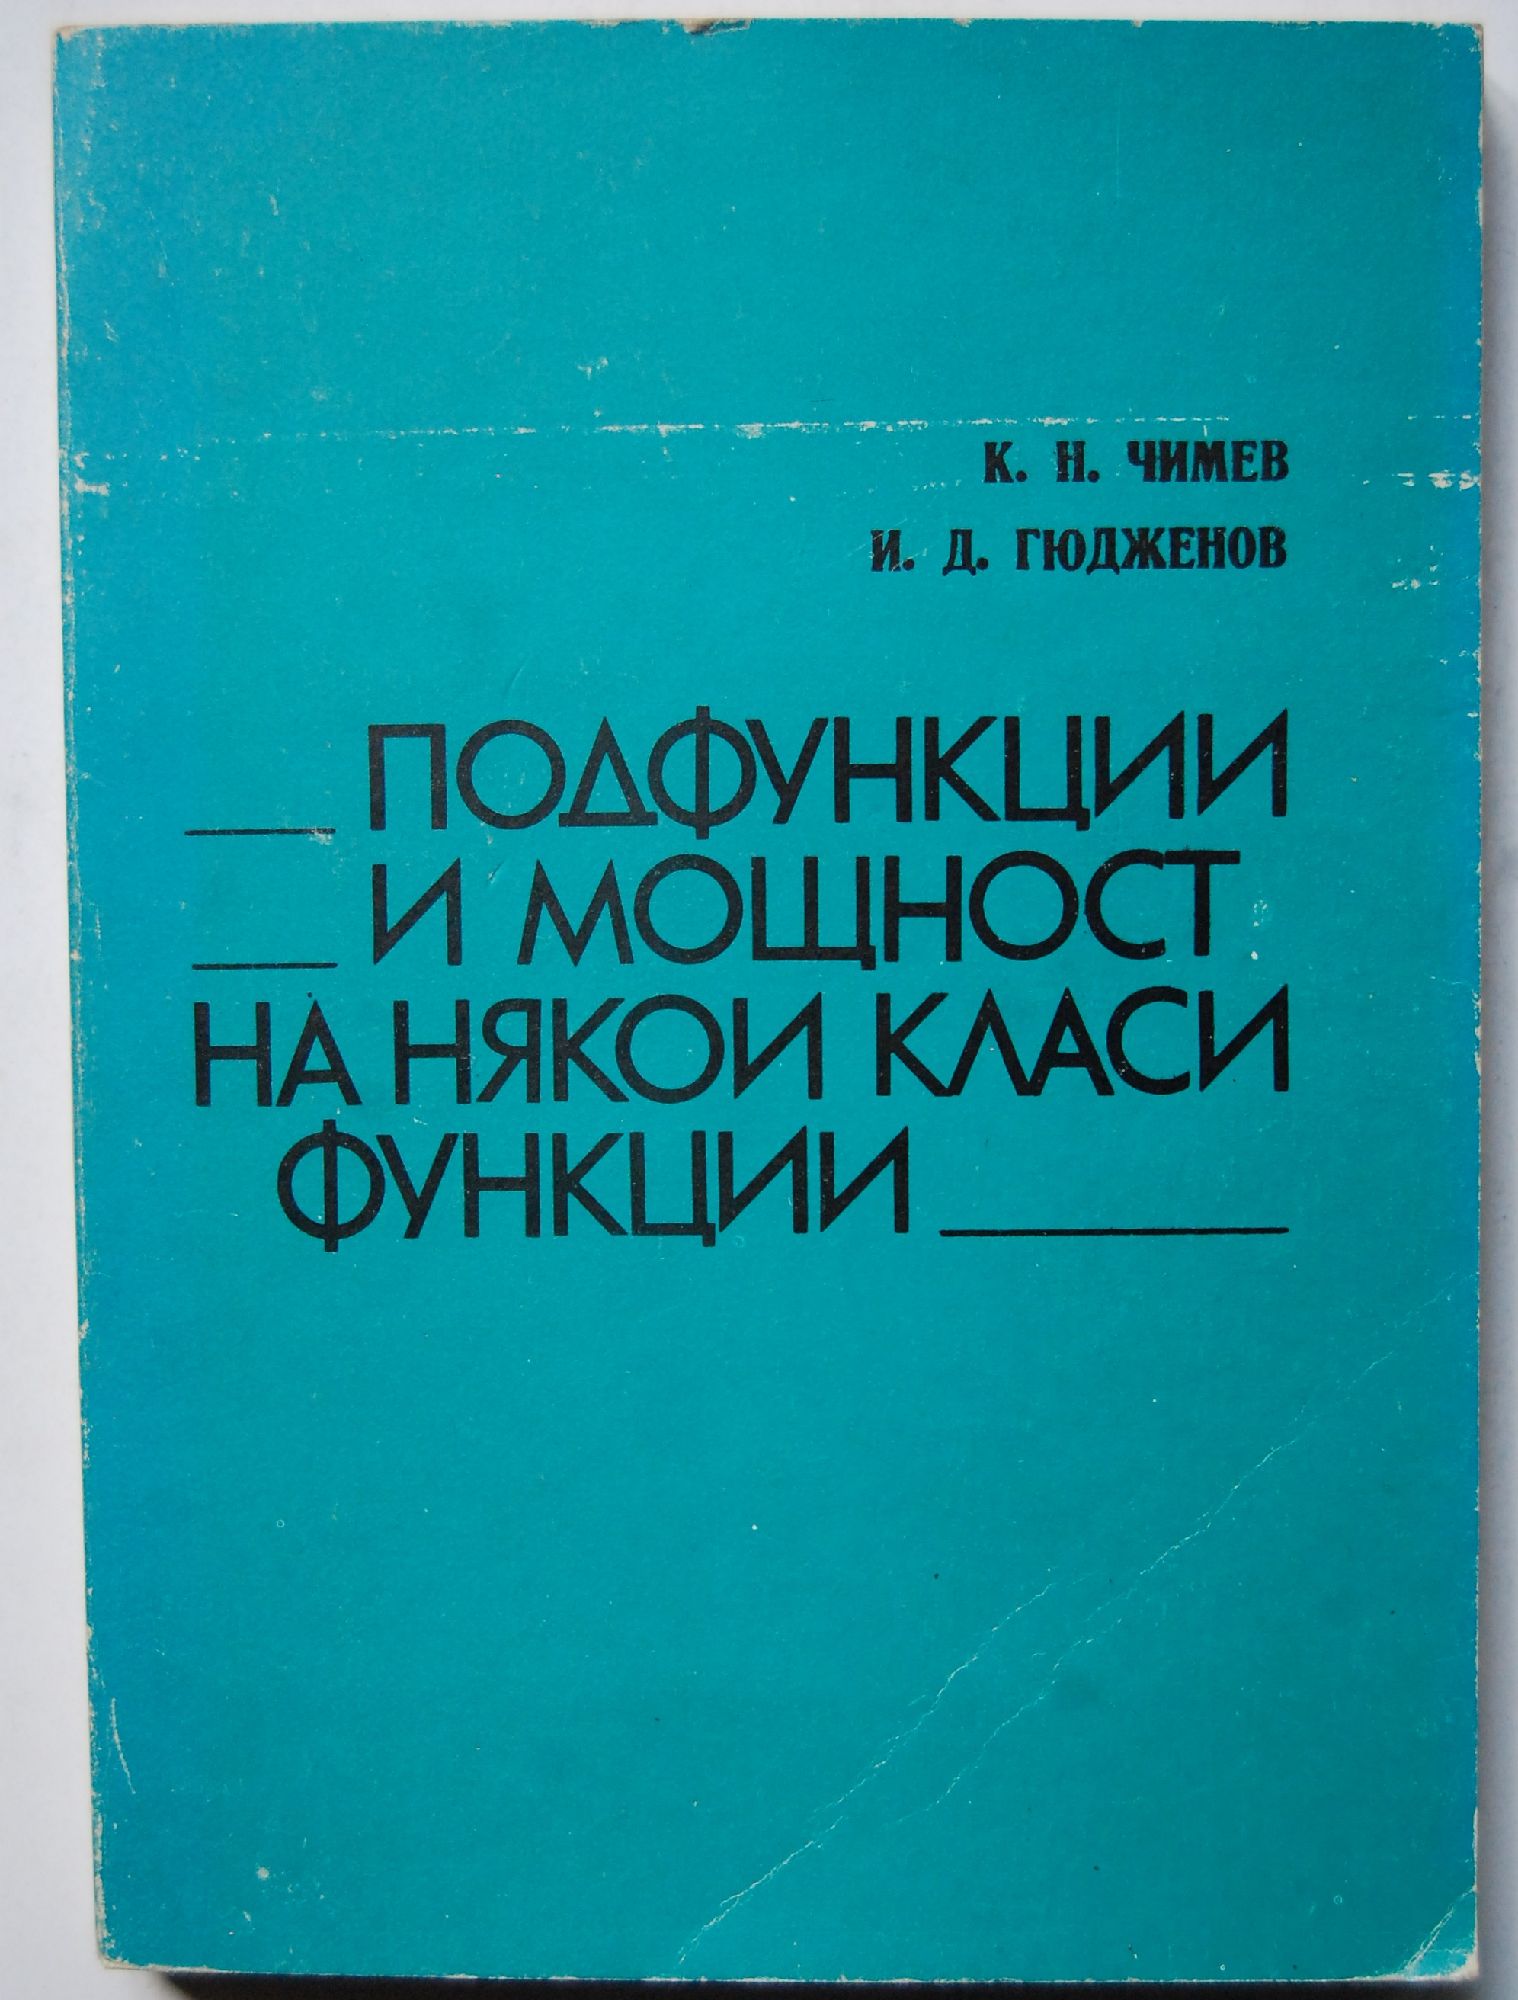 К. Н. ЧИМЕВ
И. Д. ГЮДЖЕНОВ
ПОДФУНКЦИИ
И МОЩНОСТ
НА НЯКОИ КЛАСИ
ФУНКЦИИ